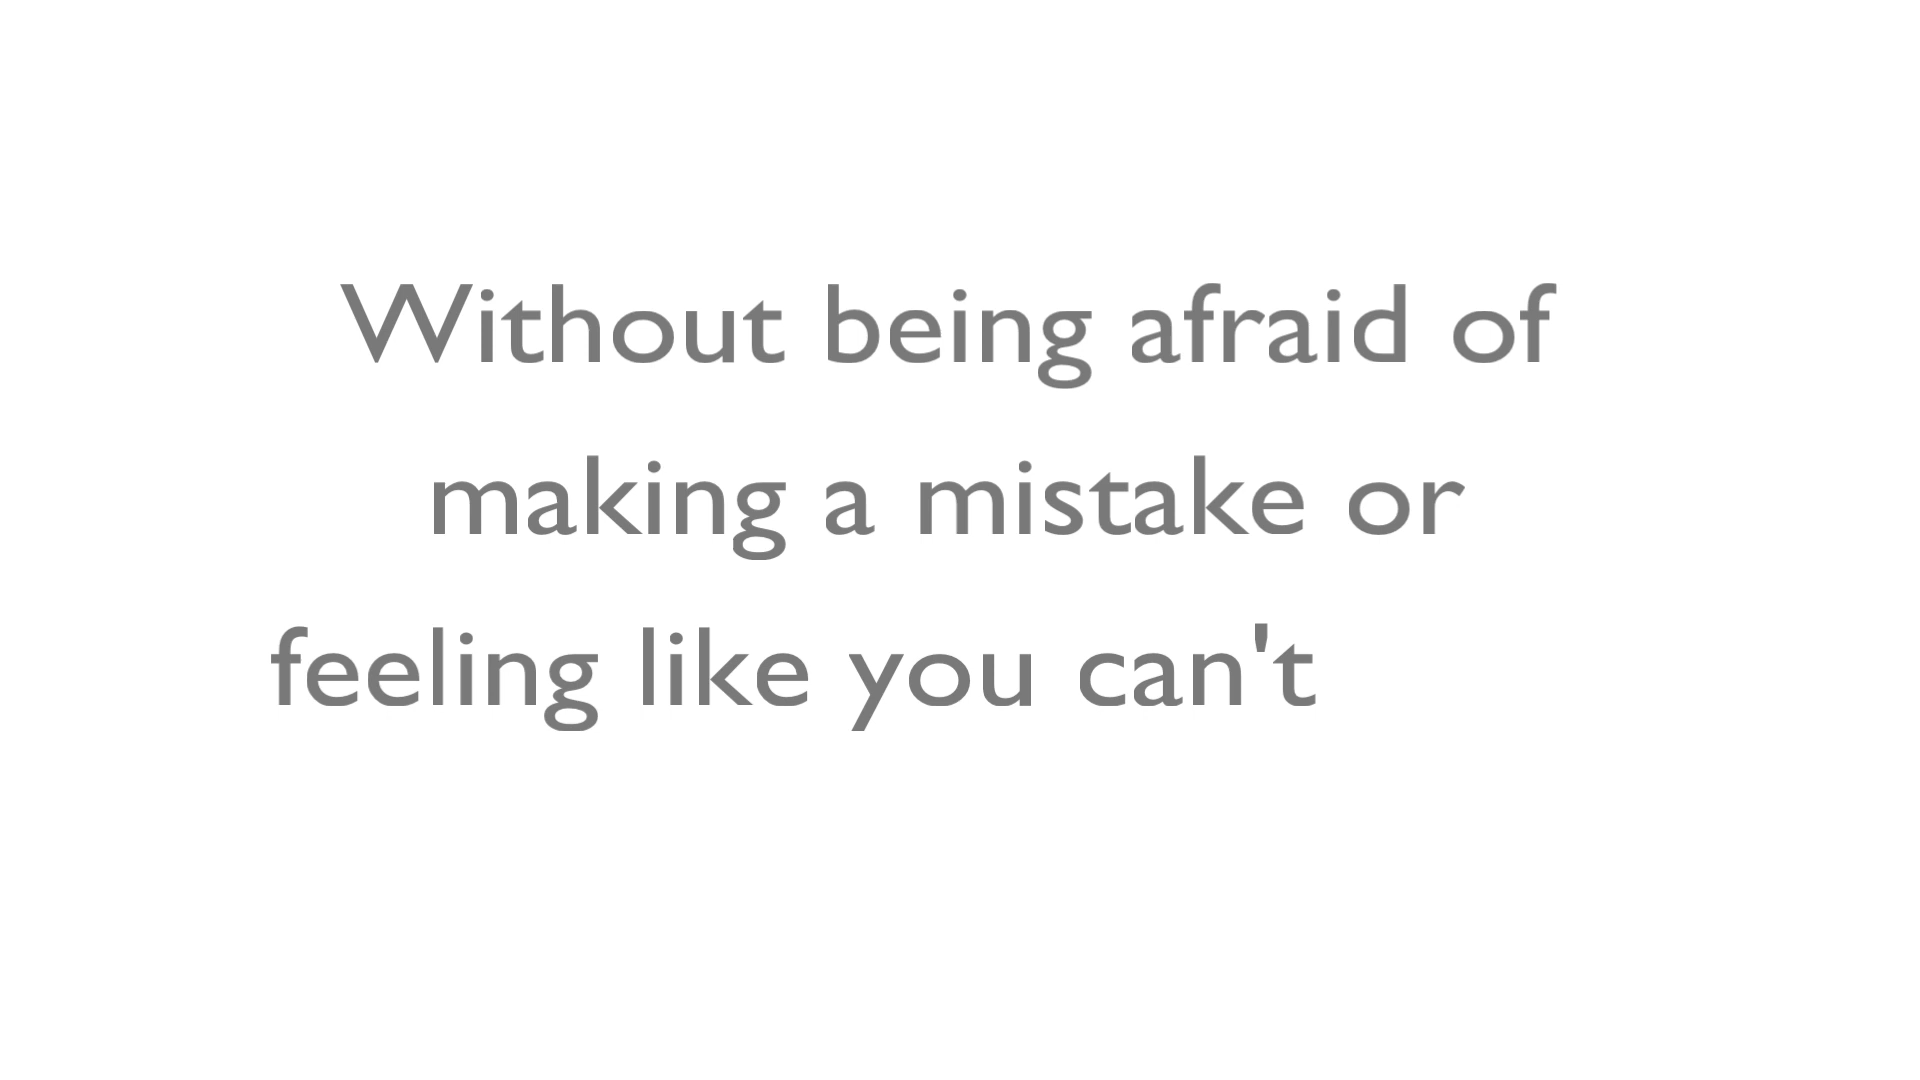 Without being afraid of
making a mistake or
feeling like you can't